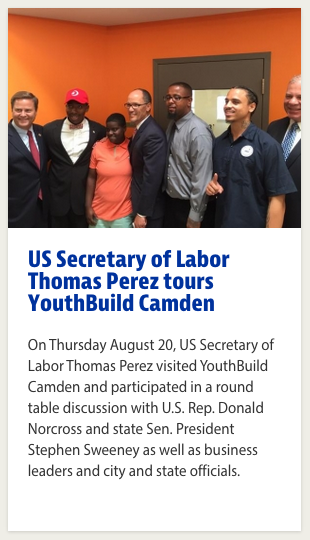 US Secretary of Labor
Thomas Perez tours
YouthBuild Camden
On Thursday August 20, US Secretary of
Labor Thomas Perez visited YouthBuild
Camden and participated in a round
table discussion with U.S. Rep. Donald
Norcross and state Sen. President
Stephen Sweeney as well as business
leaders and city and state officials.